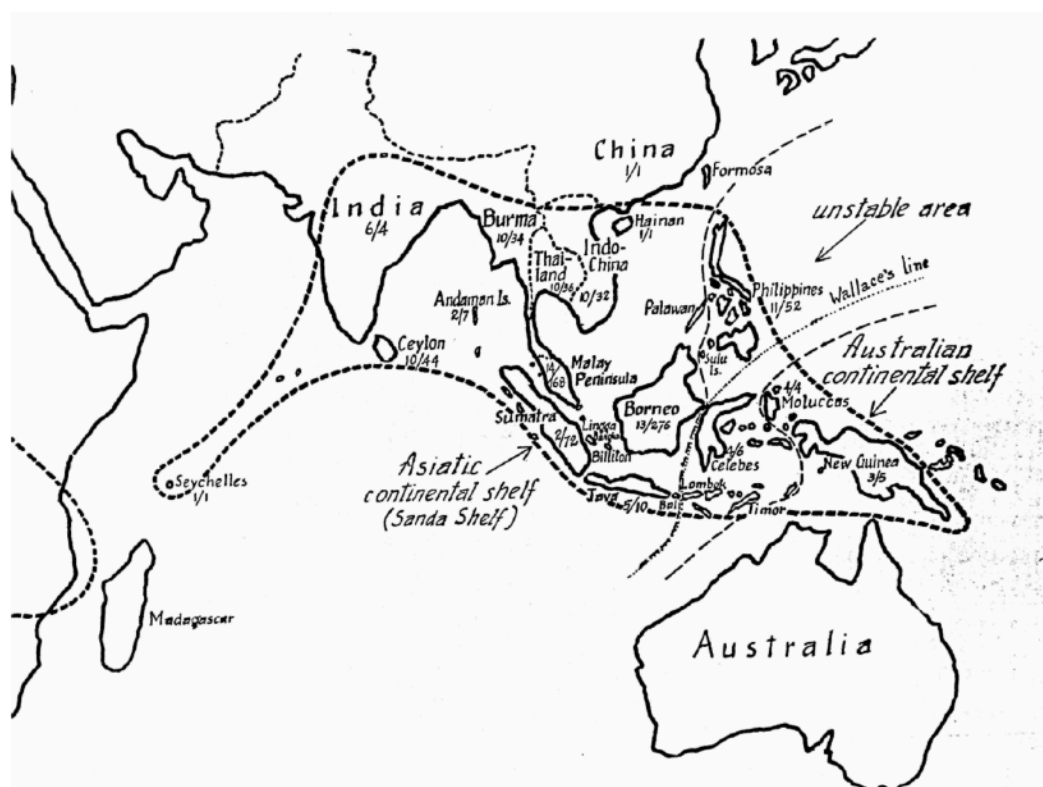 China
1/1
Formosa
India
6/4
Burma
10/34
Hainan
1/1
unstable area
Thai-
land
10/36
Indo-
China
10/32
Wallace's line
Andaman Is.
2/7
Palawan
Philippines
11/52
Ceylon
10/44
Sulu
Is.
Australian
continental shelf
14/
68
Malay
Peninsula
4/4
Moluccas
Sumatra
Borneo
13/276
Lingga
2/72
Billiton
Celebes
New Guinea
3/5
Asiatic
continental shelf
(Sanda Shelf)
Seychelles
1/1
Java
5/10
Bali
Lombok
Timor
Madagascar
Australia